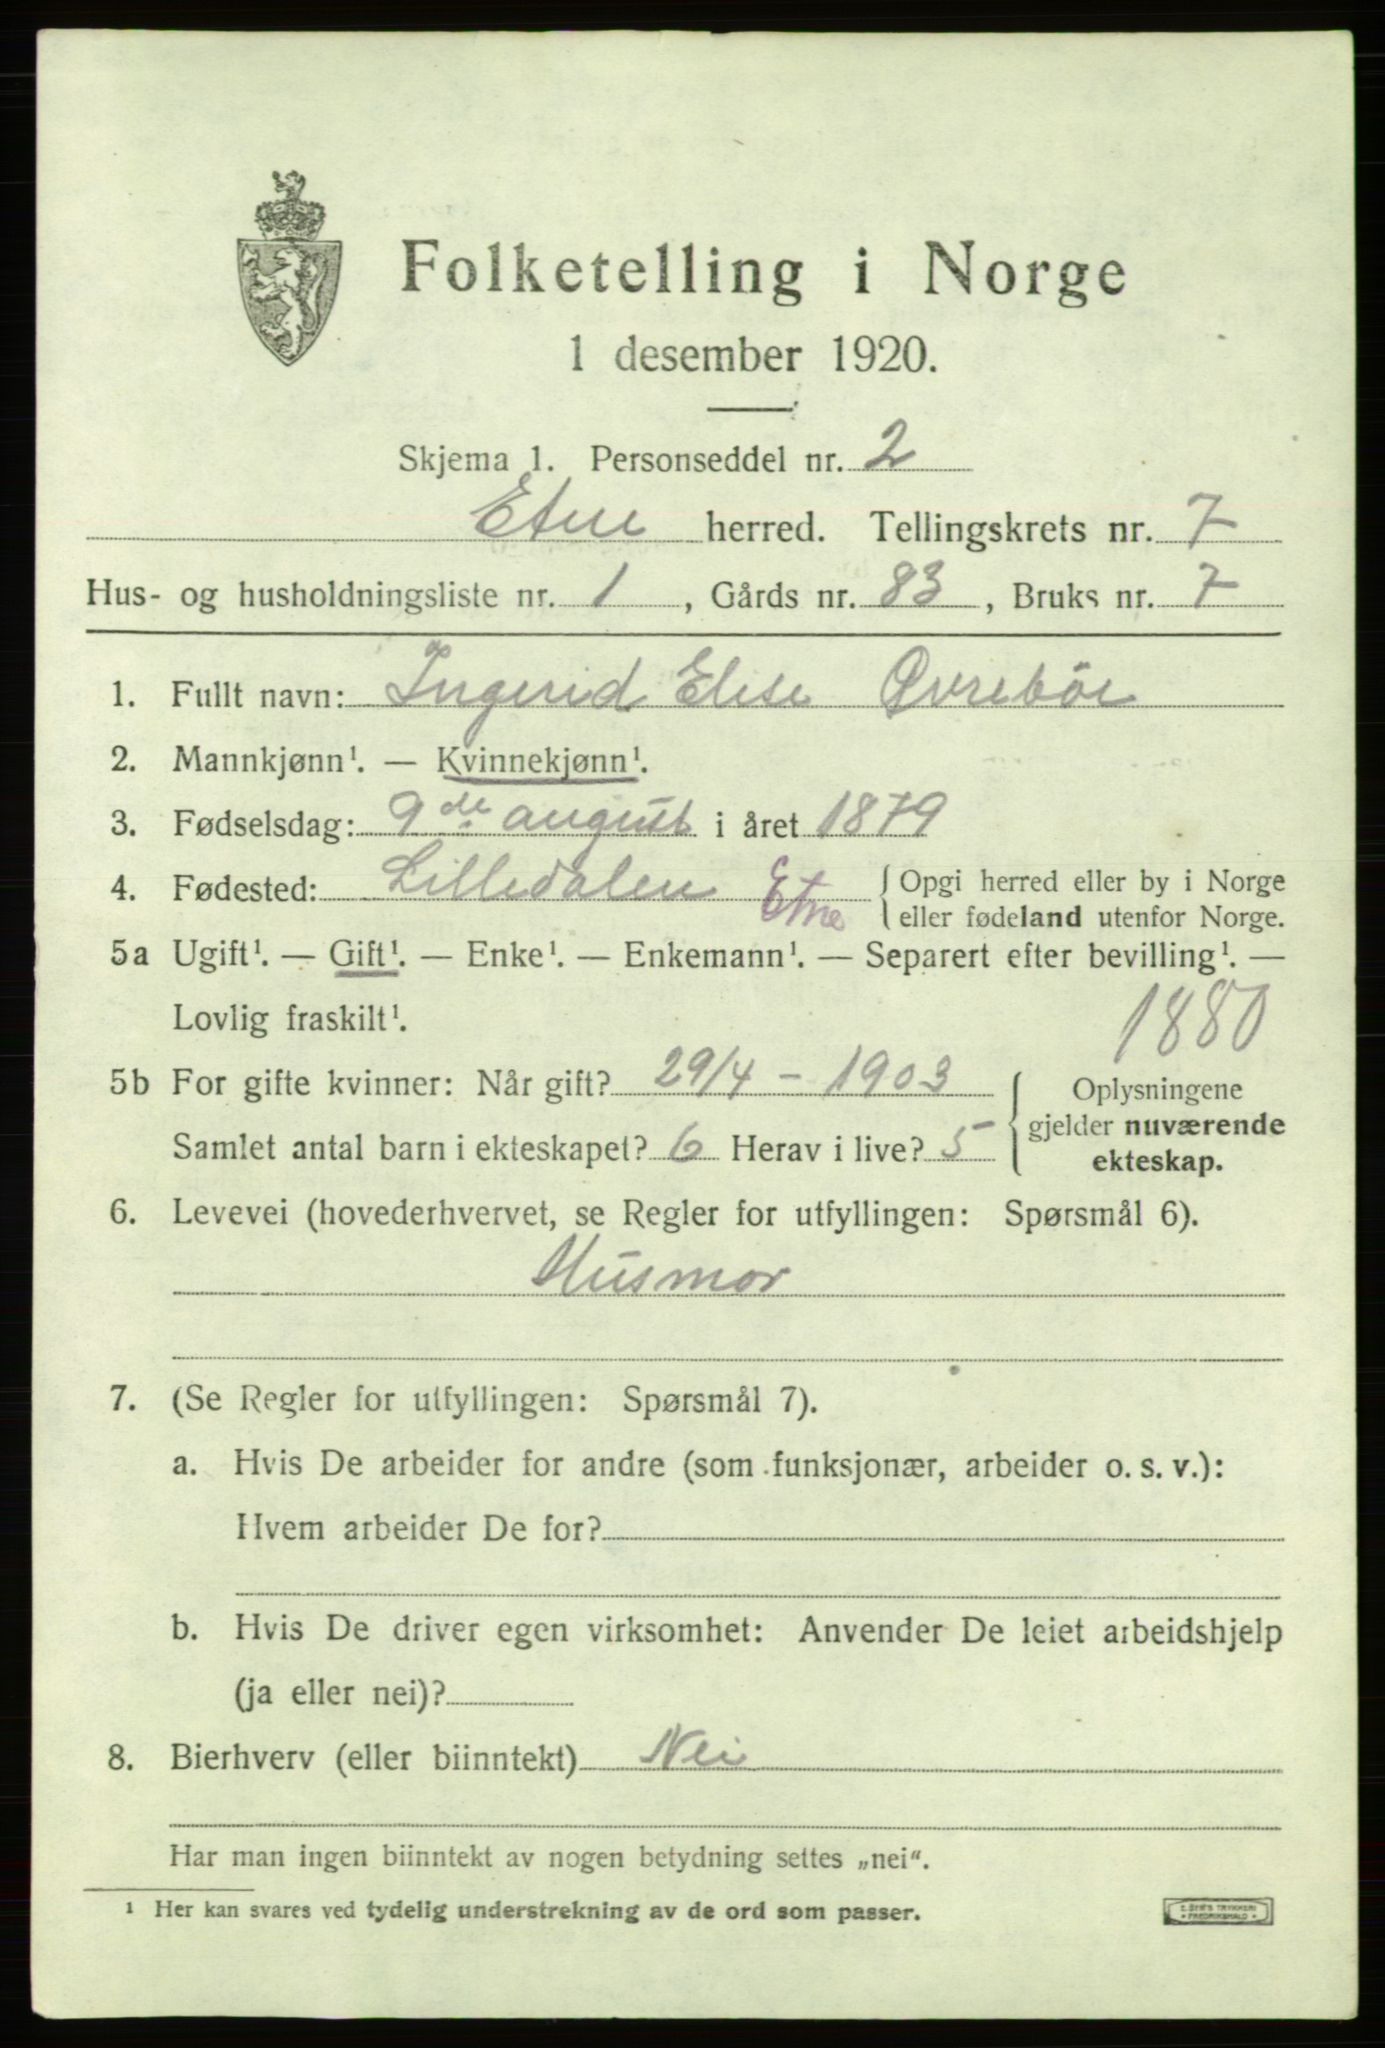 Folketelling i Norge
1 desember 1920.
Skjema 1. Personseddel nr. 2
Etne herred. Tellingskrets nr. 7
Hus- og husholdningsliste nr. 1, Gårds nr. 83, Bruks nr. 7
1. Fullt navn: Ingerid Elise Øvreböe
2. Mannkjønn¹. — Kvinnekjønn¹.
3. Fødselsdag: 9de august i året 1879
4. Fødested: Lilledalen Etne { Opgi herred eller by i Norge
eller fødeland utenfor Norge.
5a Ugift¹. — Gift¹. — Enke¹. — Enkemann¹. — Separert efter bevilling¹. —
Lovlig fraskilt¹.
1880
5b For gifte kvinner: Når gift? 29/4 – 1903
Samlet antal barn i ekteskapet? 6 Herav i live? 5
{ Oplysningene
gjelder nuværende
ekteskap.
6. Levevei (hovederhvervet, se Regler for utfyllingen: Spørsmål 6).
Husmor
7. (Se Regler for utfyllingen: Spørsmål 7).
a. Hvis De arbeider for andre (som funksjonær, arbeider o. s. v.):
Hvem arbeider De for?
b. Hvis De driver egen virksomhet: Anvender De leiet arbeidshjelp
(ja eller nei)?
8. Bierhverv (eller biinntekt) Nei
Har man ingen biinntekt av nogen betydning settes „nei“.
¹ Her kan svares ved tydelig understrekning av de ord som passer.